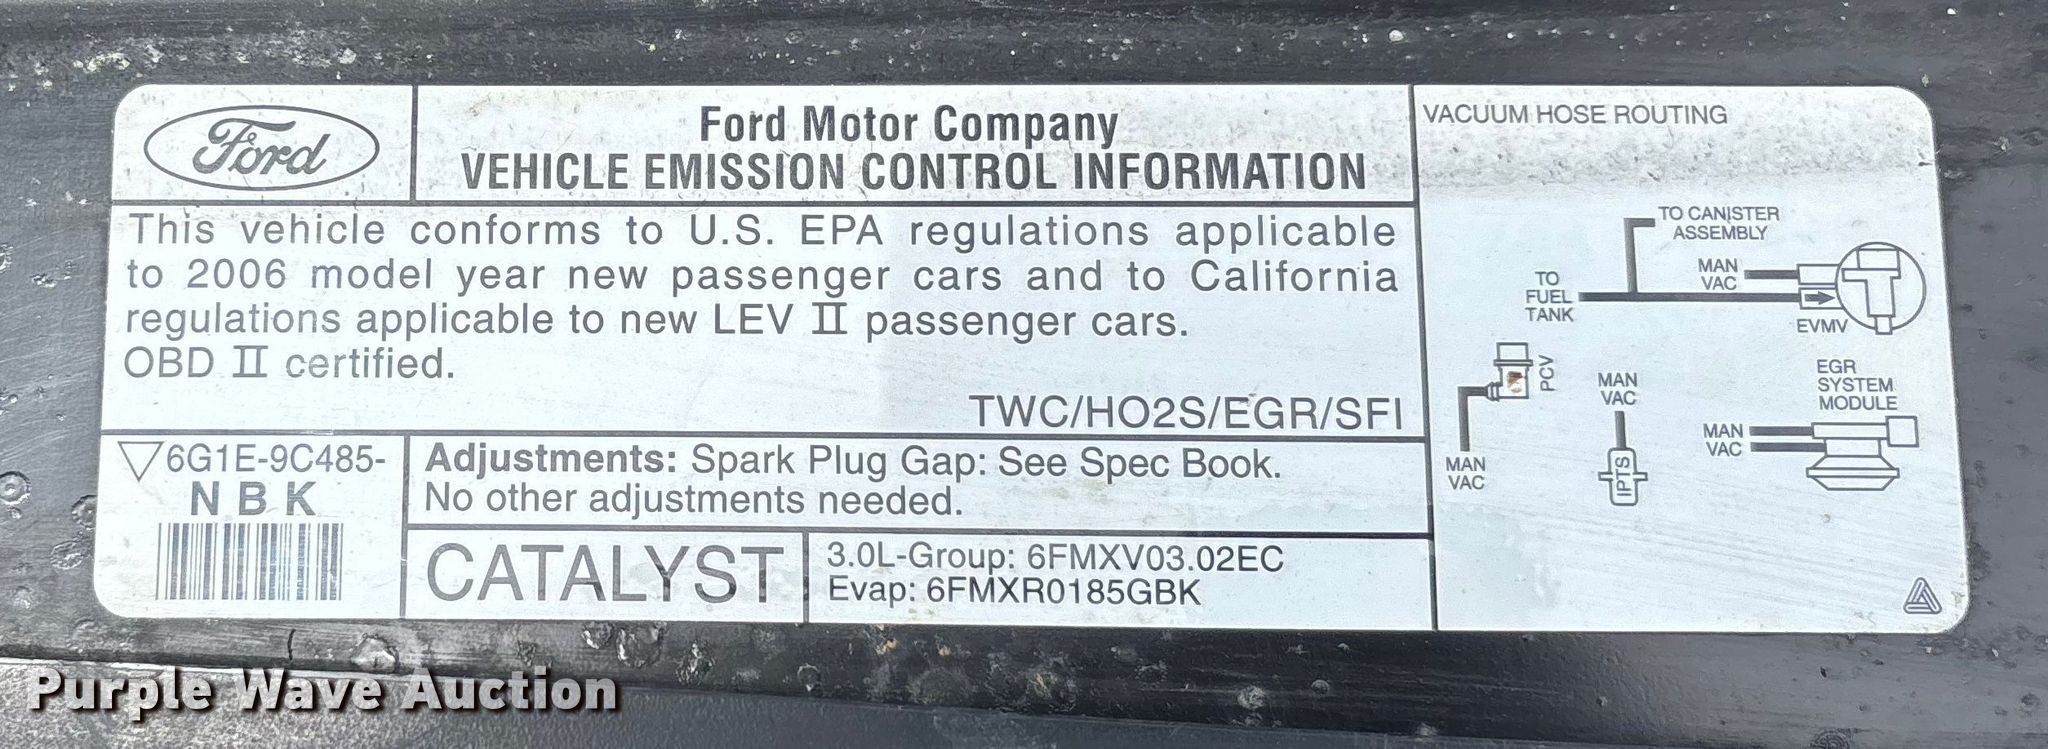 Ford
Ford Motor Company
VEHICLE EMISSION CONTROL INFORMATION
This vehicle conforms to U.S. EPA regulations applicable
to 2006 model year new passenger cars and to California
regulations applicable to new LEV II passenger cars.
OBD II certified.
TWC/HO2S/EGR/SFI
6G1E-9C485-
NBK
Adjustments: Spark Plug Gap: See Spec Book.
No other adjustments needed.
CATALYST
3.0L-Group: 6FMXV03.02EC
Evap: 6FMXR0185GBK
VACUUM HOSE ROUTING
TO CANISTER
ASSEMBLY
MAN
VAC
TO
FUEL
TANK
EVMV
PCV
MAN
VAC
MAN
VAC
IPTS
EGR
SYSTEM
MODULE
MAN
VAC
Purple Wave Auction